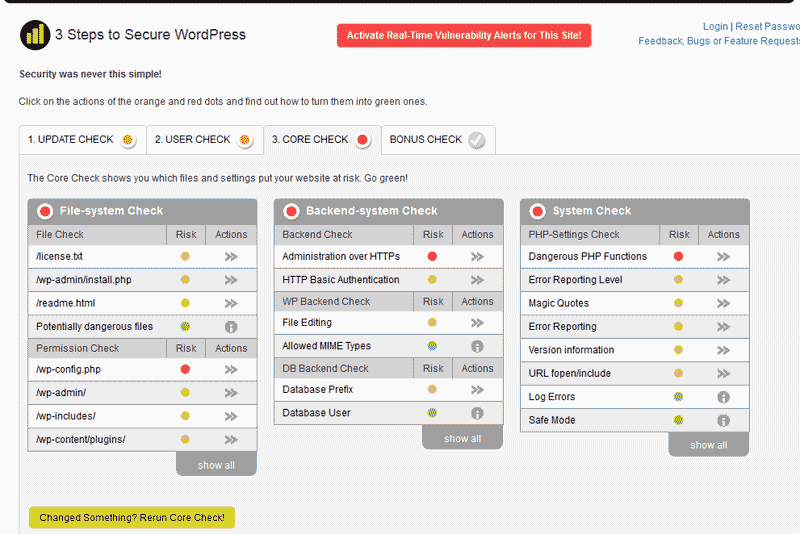 3 Steps to Secure WordPress
Activate Real-Time Vulnerability Alerts for This Site!
Login | Reset Passwo
Feedback, Bugs or Feature Requests
Security was never this simple!
Click on the actions of the orange and red dots and find out how to turn them into green ones.
1. UPDATE CHECK 2. USER CHECK 3. CORE CHECK BONUS CHECK
The Core Check shows you which files and settings put your website at risk. Go green!
File-system Check
File Check Risk Actions
/license.txt
/wp-admin/install.php
/readme.html
Potentially dangerous files
Permission Check Risk Actions
/wp-config.php
/wp-admin/
/wp-includes/
/wp-content/plugins/
show all
Backend-system Check
Backend Check Risk Actions
Administration over HTTPs
HTTP Basic Authentication
WP Backend Check Risk Actions
File Editing
Allowed MIME Types
DB Backend Check Risk Actions
Database Prefix
Database User
show all
System Check
PHP-Settings Check Risk Actions
Dangerous PHP Functions
Error Reporting Level
Magic Quotes
Error Reporting
Version information
URL fopen/include
Log Errors
Safe Mode
show all
Changed Something? Rerun Core Check!